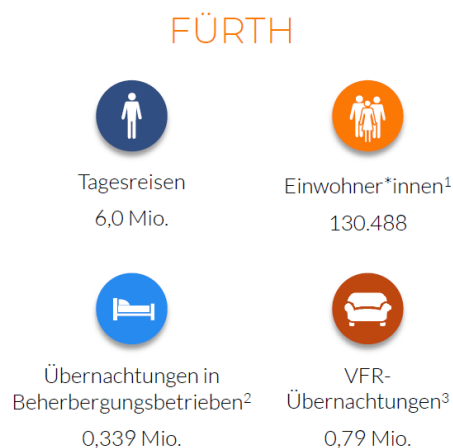 FÜRTH
Tagesreisen
6,0 Mio.
Einwohner*innen¹
130.488
Übernachtungen in
Beherbergungsbetrieben²
0,339 Mio.
VFR-
Übernachtungen³
0,79 Mio.